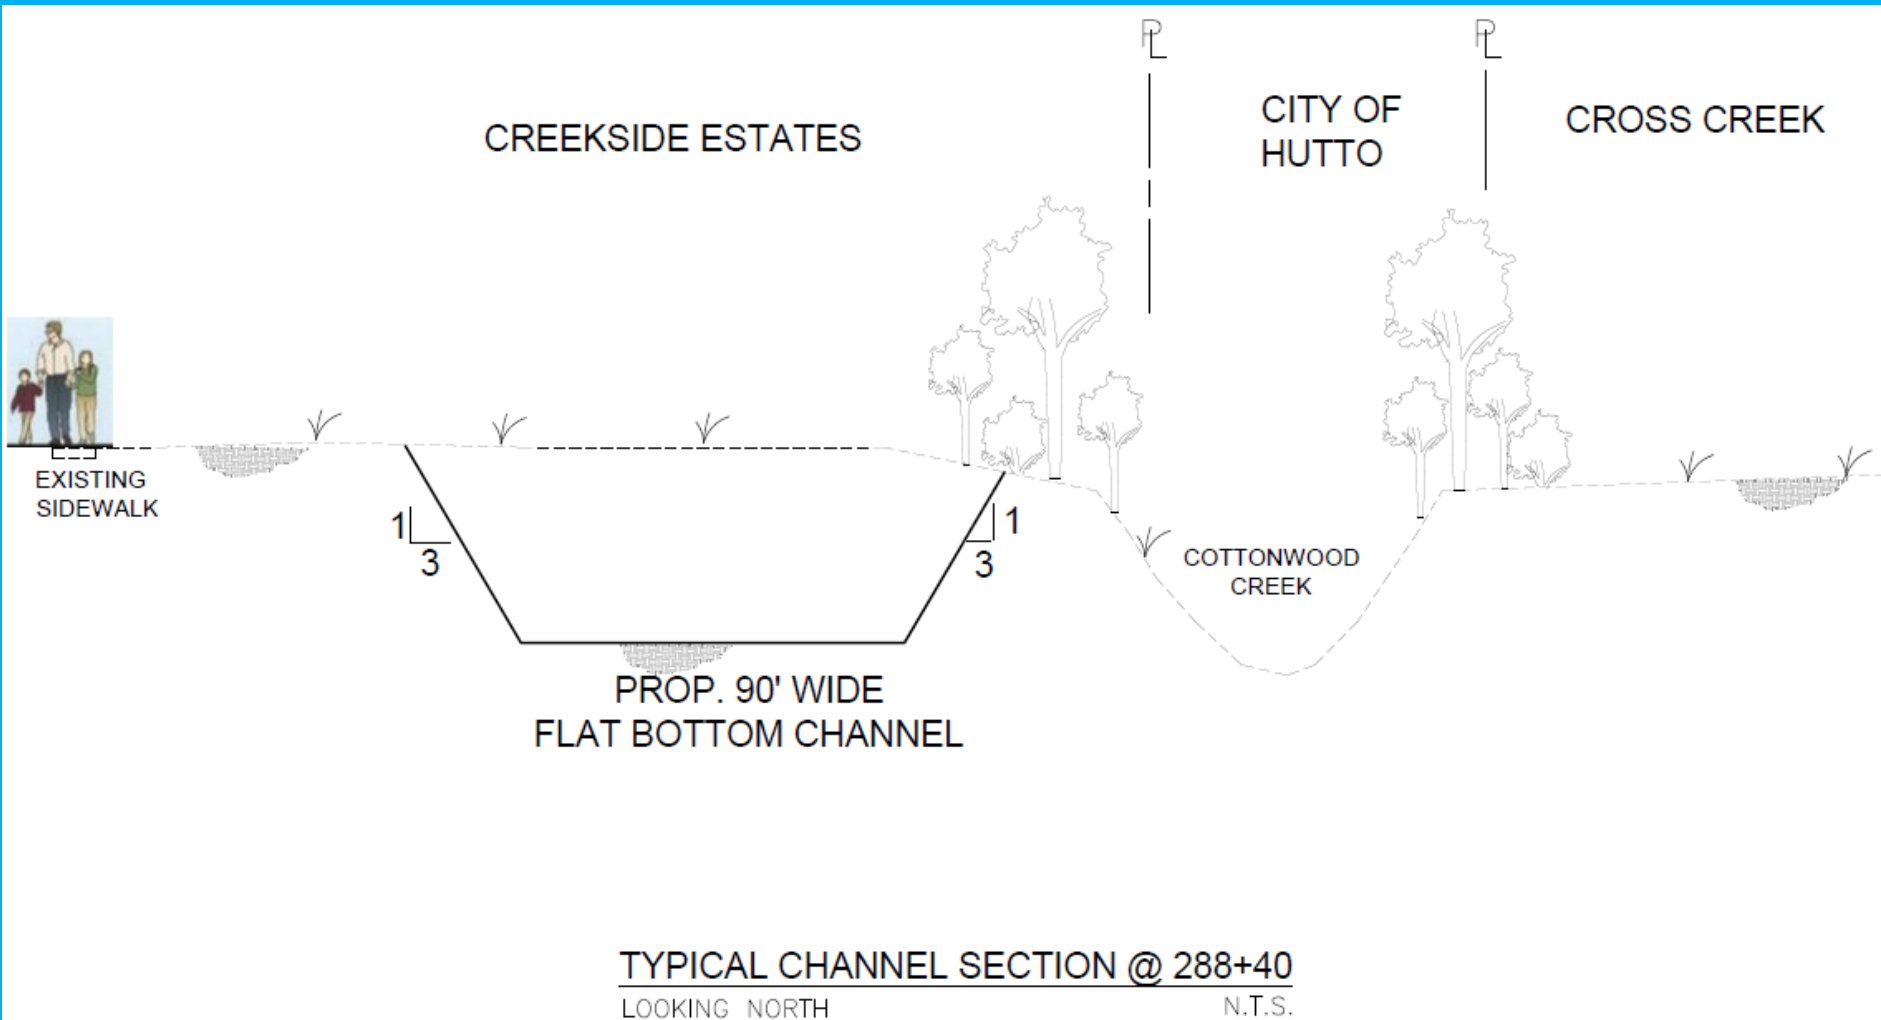 PL
PL
CREEKSIDE ESTATES
CITY OF
HUTTO
CROSS CREEK
EXISTING
SIDEWALK
1
3
1
3
COTTONWOOD
CREEK
PROP. 90' WIDE
FLAT BOTTOM CHANNEL
TYPICAL CHANNEL SECTION @ 288+40
LOOKING NORTH
N.T.S.